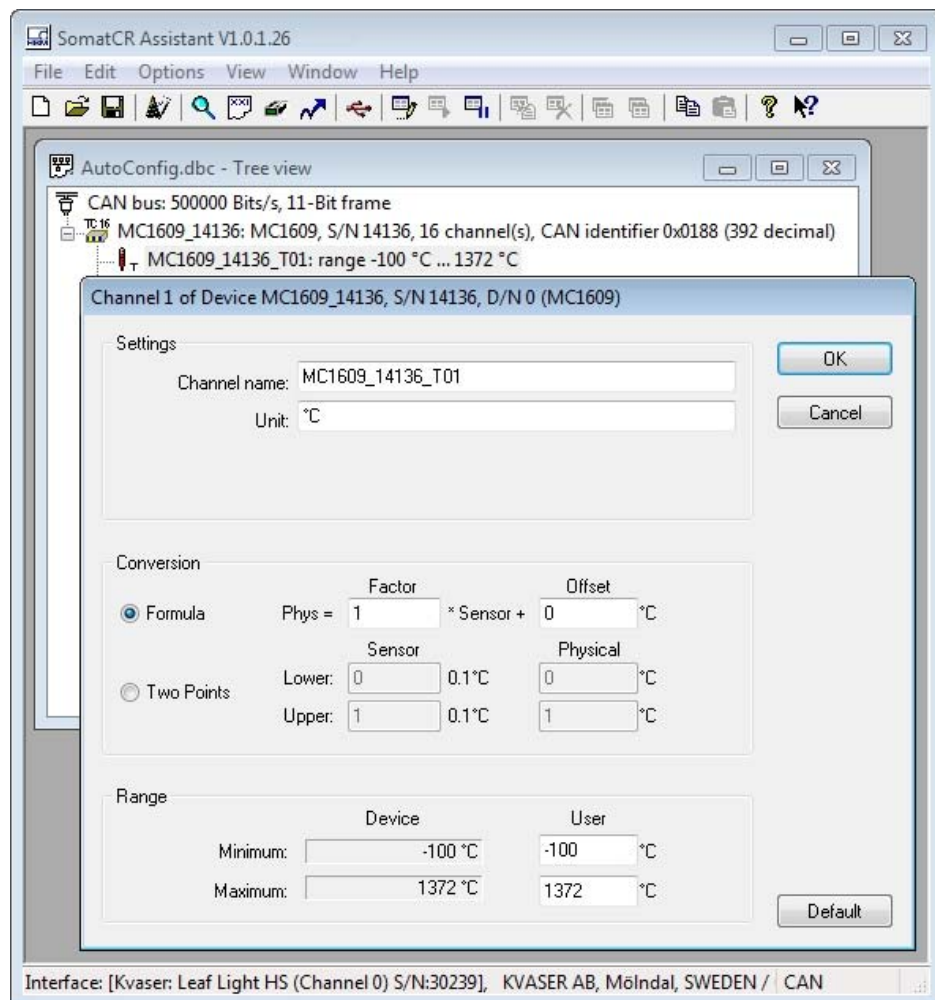 SomatCR Assistant V1.0.1.26
File Edit Options View Window Help
AutoConfig.dbc - Tree view
CAN bus: 500000 Bits/s, 11-Bit frame
MC1609_14136: MC1609, S/N 14136, 16 channel(s), CAN identifier 0x0188 (392 decimal)
MC1609_14136_T01: range -100 °C ... 1372 °C
Channel 1 of Device MC1609_14136, S/N 14136, D/N 0 (MC1609)
Settings
Channel name: MC1609_14136_T01
Unit: °C
OK
Cancel
Conversion
Factor Offset
Formula Phys = 1 * Sensor + 0 °C
Sensor Physical
Two Points
Lower: 0 0.1°C 0 °C
Upper: 1 0.1°C 1 °C
Range
Device User
Minimum: -100 °C -100 °C
Maximum: 1372 °C 1372 °C
Default
Interface: [Kvaser: Leaf Light HS (Channel 0) S/N:30239], KVASER AB, Mölndal, SWEDEN / CAN